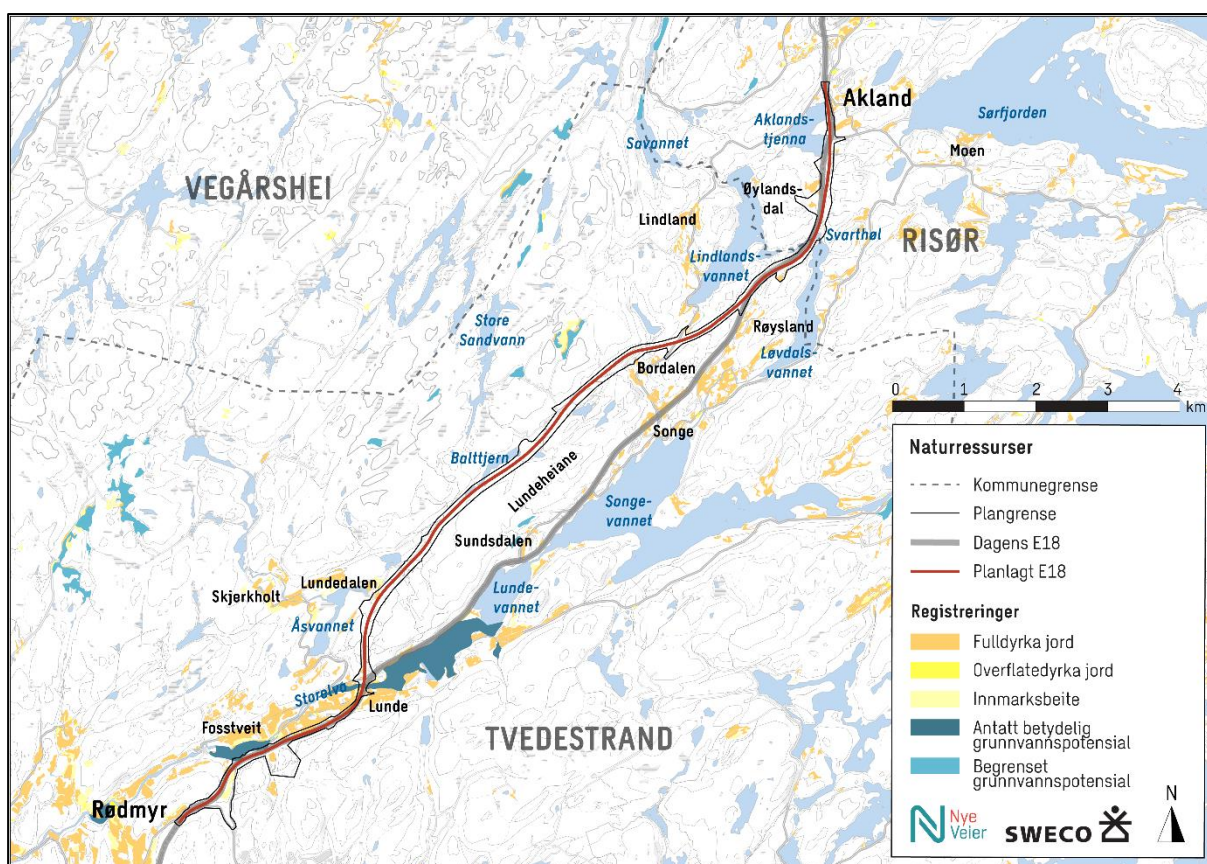 Akland
Sørfjorden
Aklands-
tjenna
Savannet
Moen
VEGÅRSHEI
Øylands-
dal
Lindland
Svarthøl
RISØR
Lindlands-
vannet
Store
Sandvann
Røysland
Løvdals-
vannet
Bordalen
0 1 2 3 4
km
Songe
Balttjern
Lundeheiane
Songe-
vannet
Sundsdalen
Lundedalen
Skjerkholt
Lunde-
vannet
Åsvannet
Størelva
Lunde
Fosstveit
TVEDESTRAND
Rødmyr
Naturressurser
Kommunegrense
Plangrense
Dagens E18
Planlagt E18
Registreringer
Fulldyrka jord
Overflatedyrka jord
Innmarksbeite
Antatt betydelig
grunnvannspotensial
Begrenset
grunnvannspotensial
N
Nye
Veier
SWECO